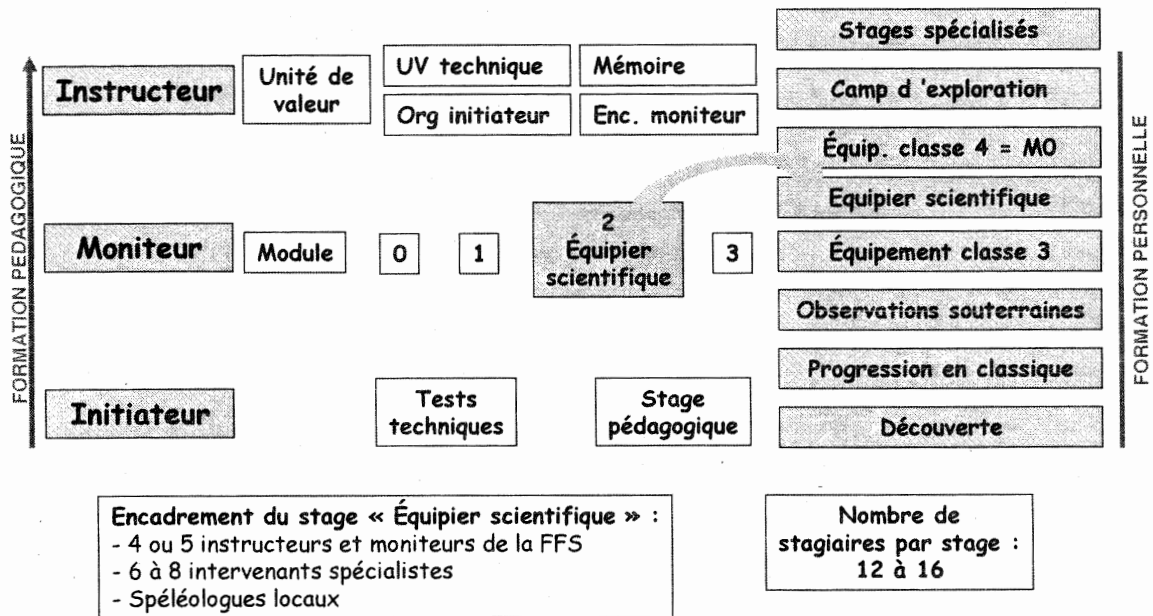 FORMATION PEDAGOGIQUE
Instructeur
Unité de
valeur
UV technique
Mémoire
Org initiateur
Enc. moniteur
Moniteur
Module
0
1
2
Équipier
scientifique
3
Initiateur
Tests
techniques
Stage
pédagogique
Stages spécialisés
Camp d 'exploration
Équip. classe 4 = M0
Equipier scientifique
Équipement classe 3
Observations souterraines
Progression en classique
Découverte
FORMATION PERSONNELLE
Encadrement du stage « Équipier scientifique » :
- 4 ou 5 instructeurs et moniteurs de la FFS
- 6 à 8 intervenants spécialistes
- Spéléologues locaux
Nombre de
stagiaires par stage :
12 à 16